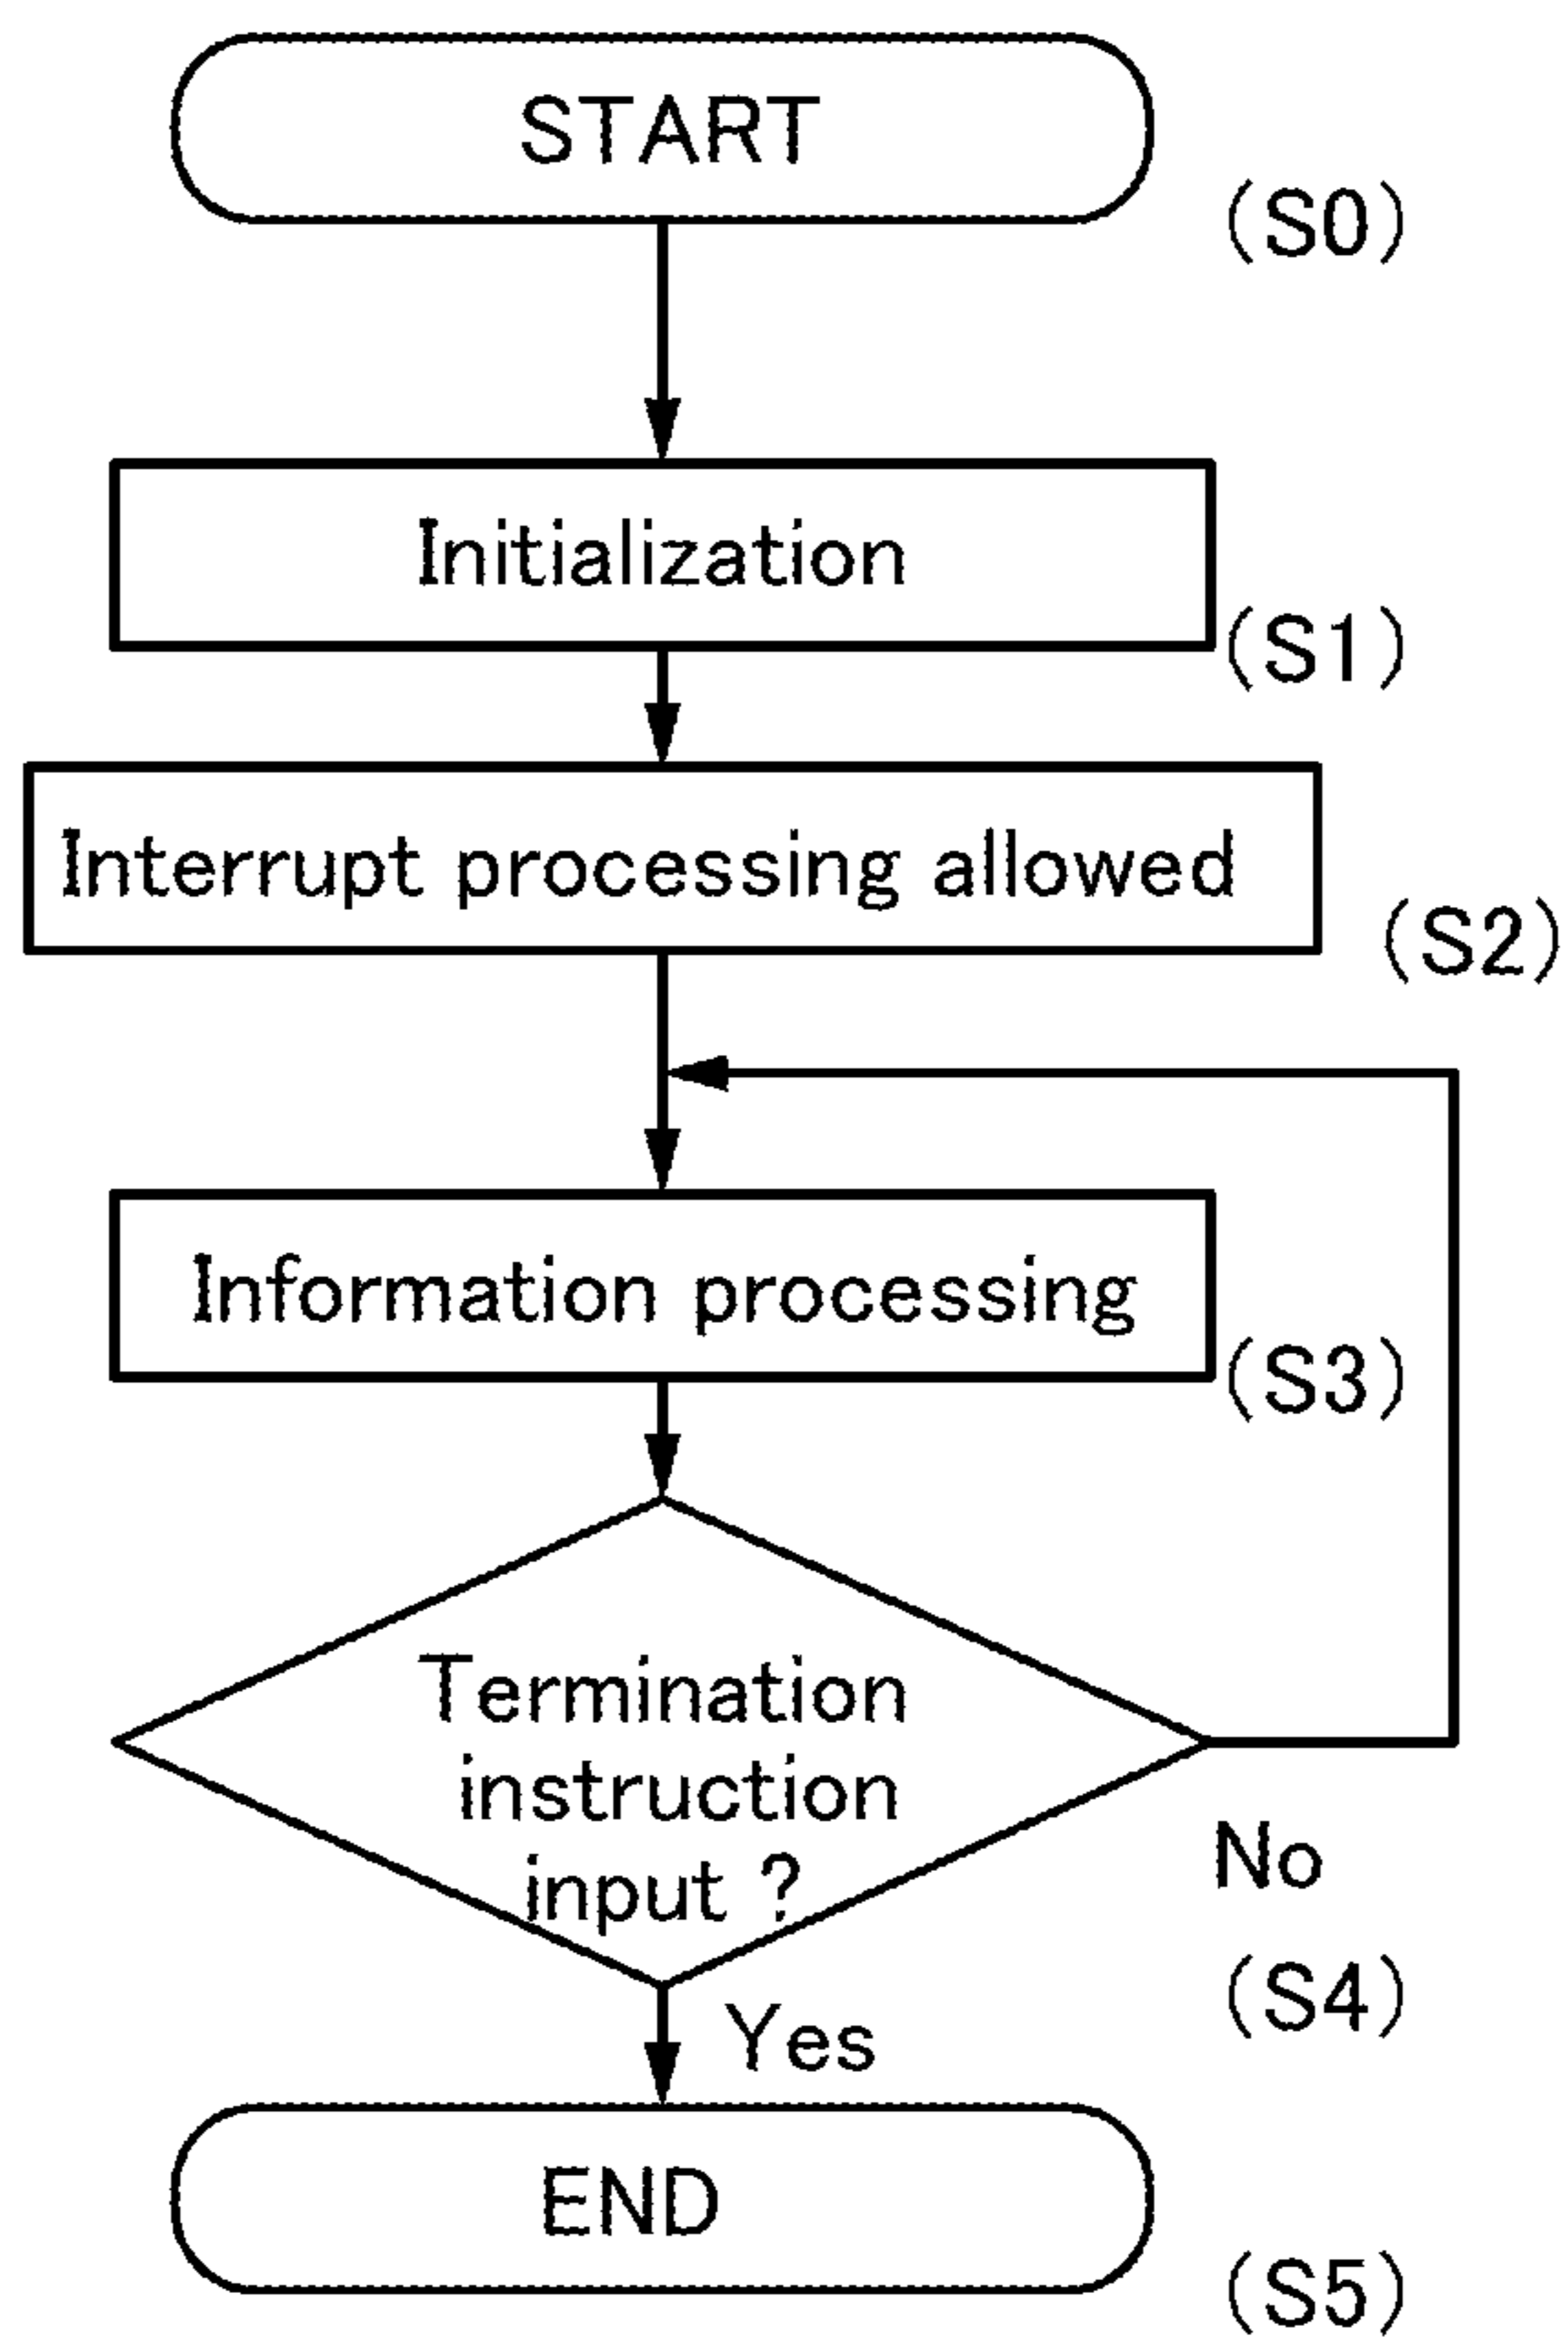 START
(S0)
Initialization
(S1)
Interrupt processing allowed
(S2)
Information processing
(S3)
Termination
instruction
input ?
No
(S4)
Yes
END
(S5)